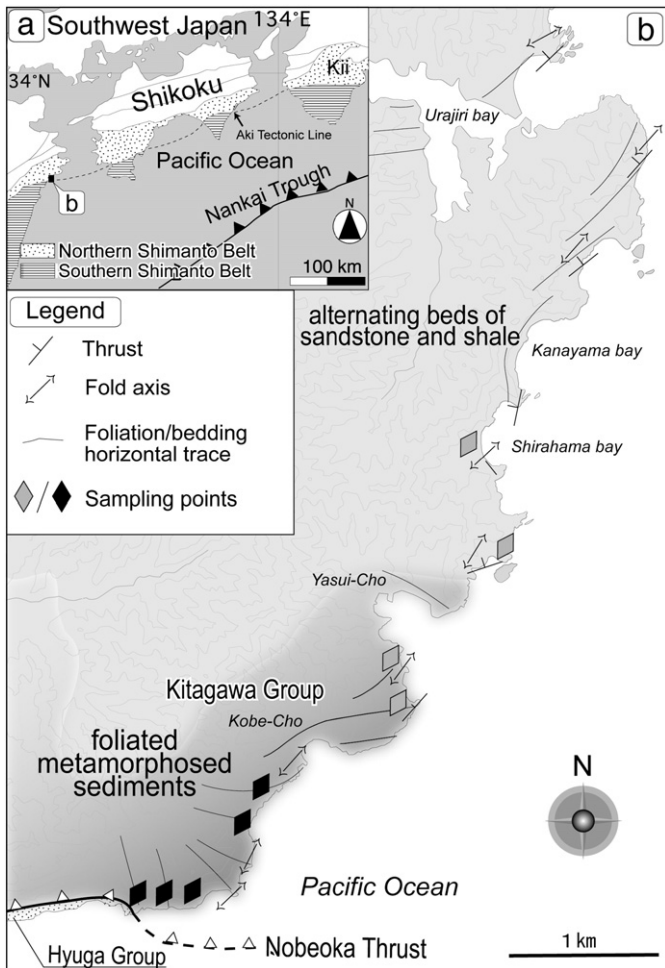 a Southwest Japan
134°E
b
34°N
Shikoku
Kii
Aki Tectonic Line
Pacific Ocean
b
Nankai Trough
N
Northern Shimanto Belt
Southern Shimanto Belt
100 km
Legend
Thrust
Fold axis
Foliation/bedding
horizontal trace
Sampling points
Urajiri bay
alternating beds of
sandstone and shale
Kanayama bay
Shirahama bay
Yasui-Cho
Kitagawa Group
Kobe-Cho
foliated
metamorphosed
sediments
N
Pacific Ocean
Hyuga Group
Nobeoka Thrust
1 km